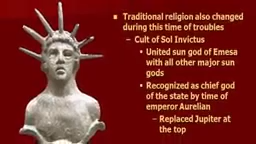 Traditional religion also changed
during this time of troubles
– Cult of Sol Invictus
United sun god of Emesa
with all other major sun
gods
Recognized as chief god
of the state by time of
emperor Aurelian
– Replaced Jupiter at
the top